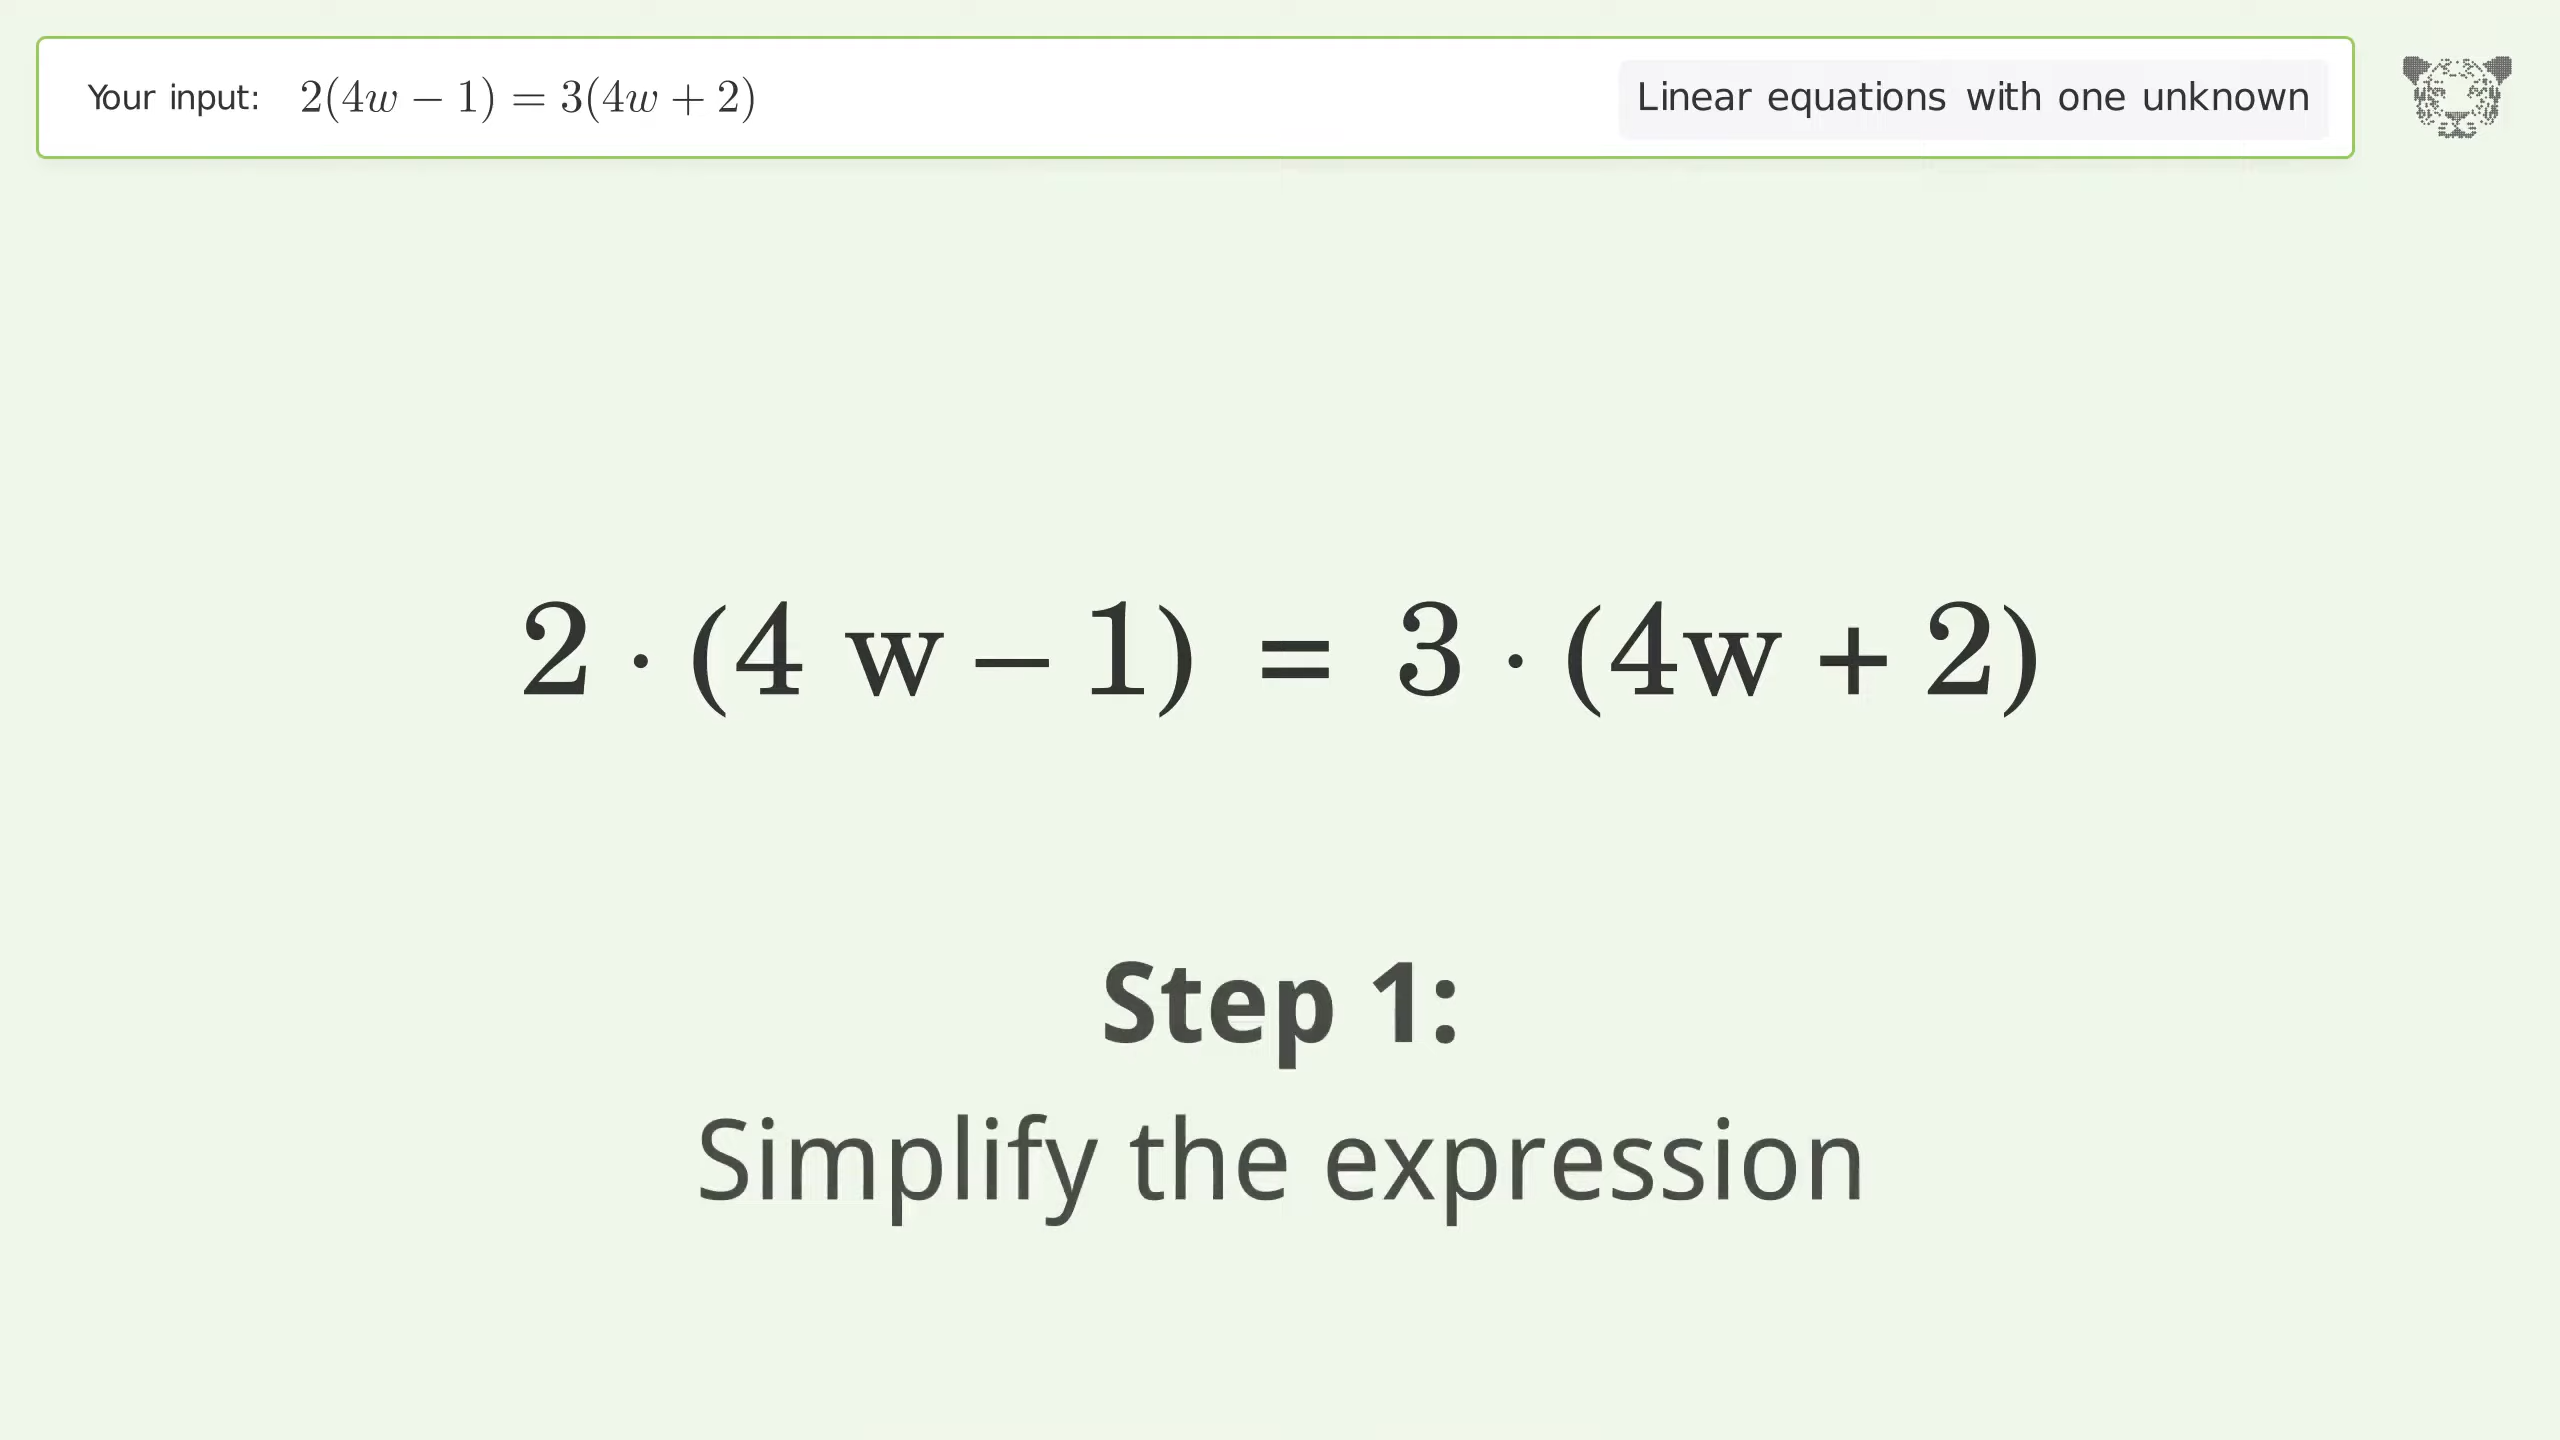 Your input: 2(4w − 1) = 3(4w + 2)
Linear equations with one unknown
2 · (4 w – 1) = 3 · (4w + 2)
Step 1:
Simplify the expression